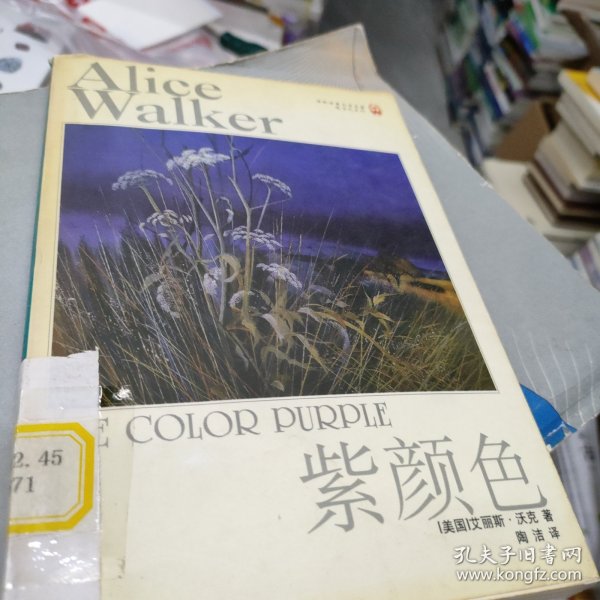 Alice
Walker
E COLOR PURPLE
紫颜色
[美国]艾丽斯·沃克 著
陶洁 译
2.45
71
孔夫子旧书网
www.kongfz.com